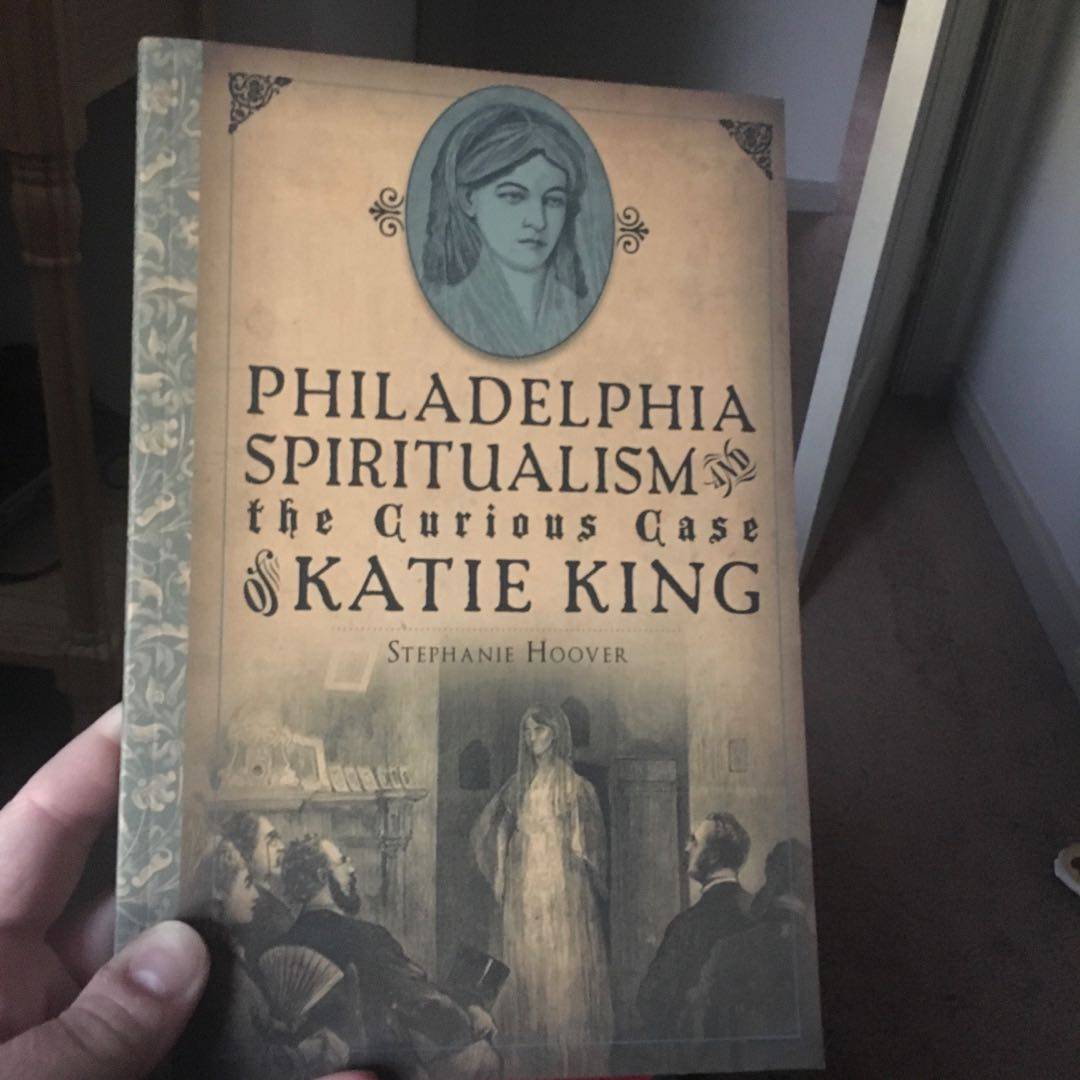 PHILADELPHIA
SPIRITUALISM AND
the Curious Case
OF KATIE KING
STEPHANIE HOOVER